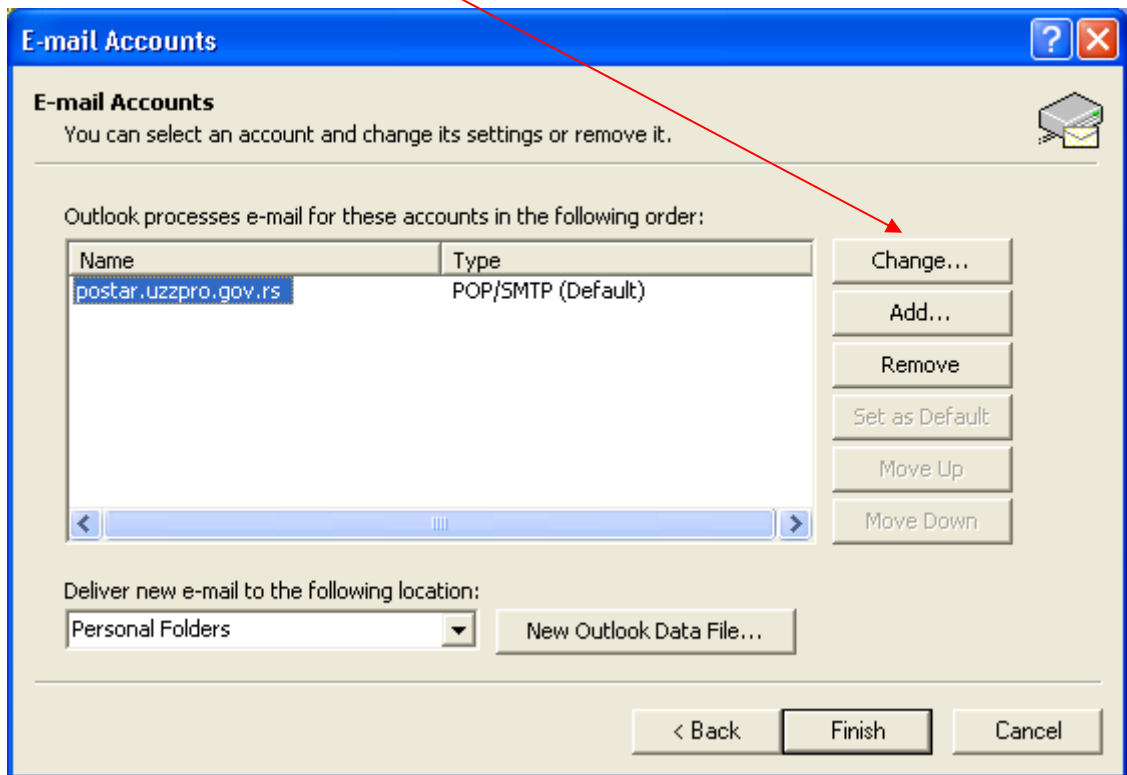 E-mail Accounts
E-mail Accounts
You can select an account and change its settings or remove it.
Outlook processes e-mail for these accounts in the following order:
Name Type
postar.uzzpro.gov.rs POP/SMTP (Default)
Change...
Add...
Remove
Set as Default
Move Up
Move Down
Deliver new e-mail to the following location:
Personal Folders New Outlook Data File...
< Back Finish Cancel